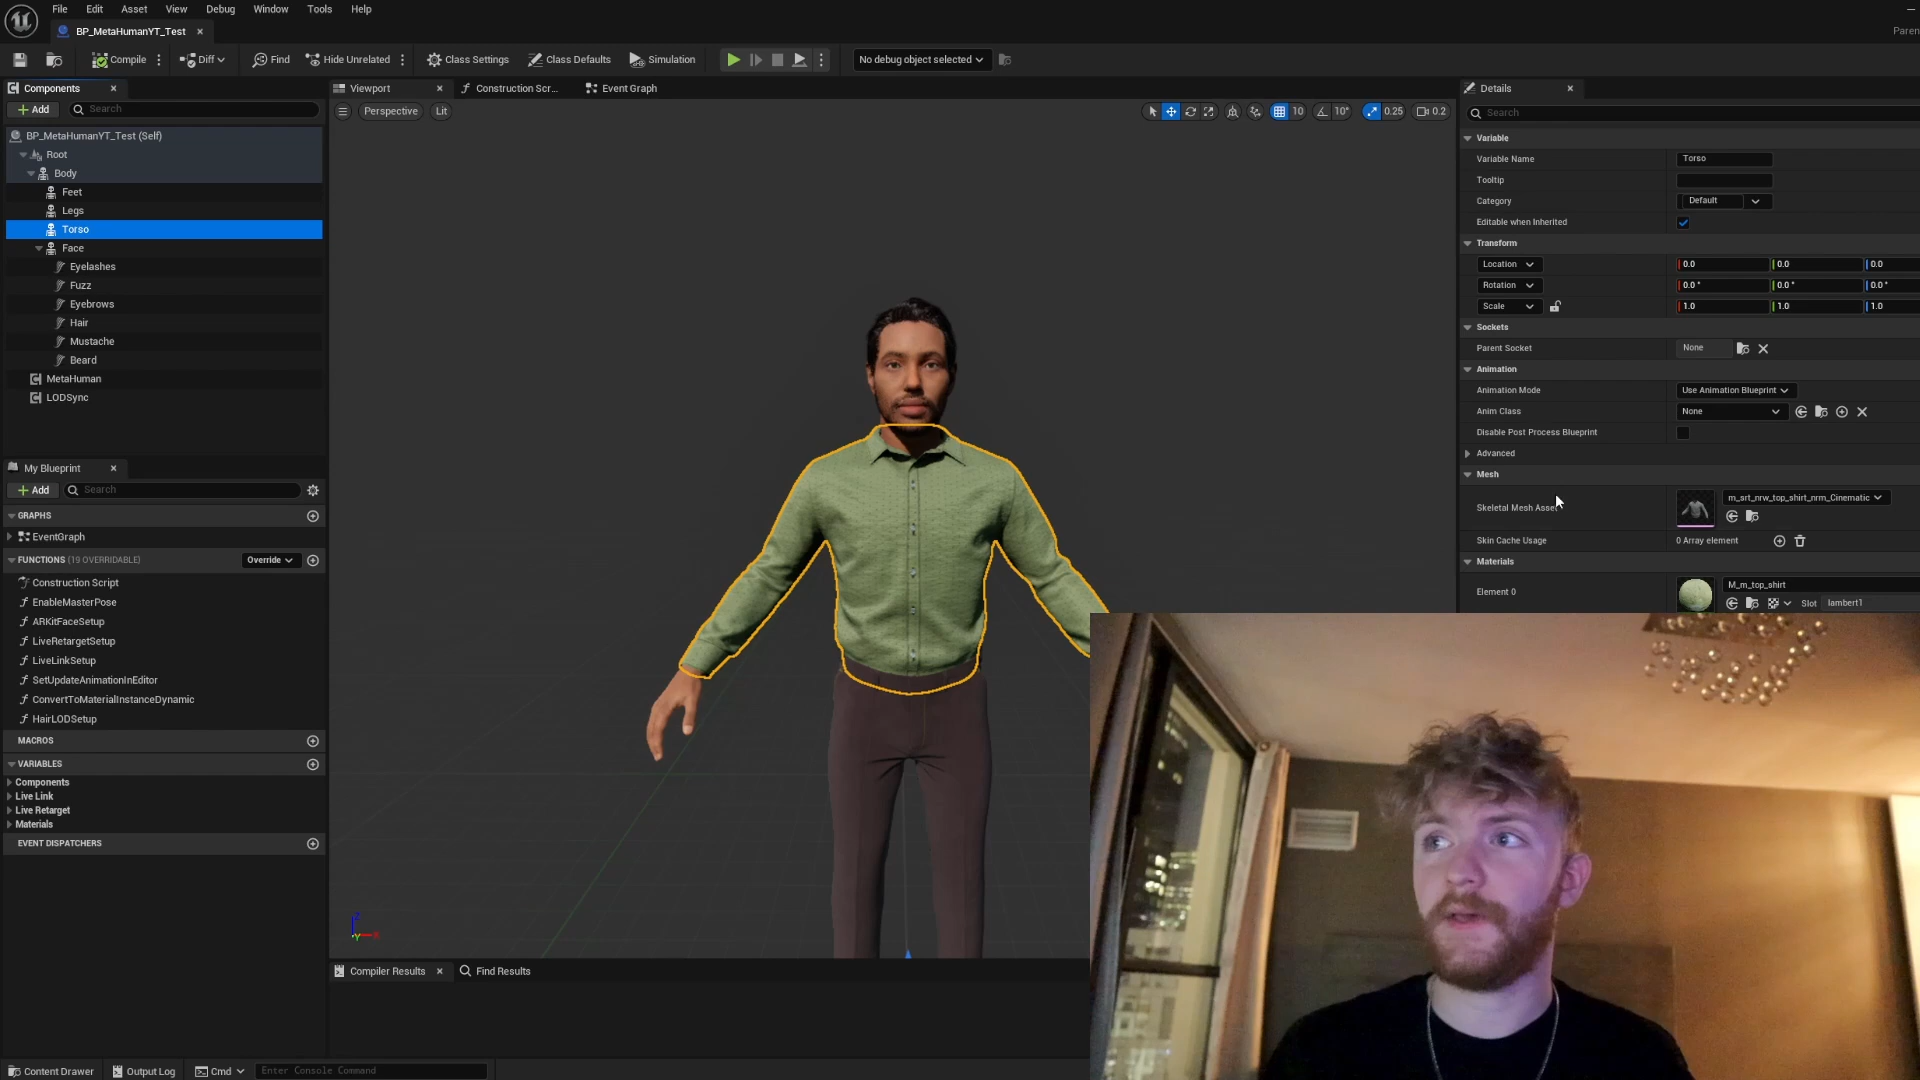 File Edit Asset View Debug Window Tools Help
BP_MetaHumanYT_Test
Paren
Compile Diff Find Hide Unrelated Class Settings Class Defaults Simulation No debug object selected
Components
Add Search
BP_MetaHumanYT_Test (Self)
Root
Body
Feet
Legs
Torso
Face
Eyelashes
Fuzz
Eyebrows
Hair
Mustache
Beard
MetaHuman
LODSync
My Blueprint
Add Search
GRAPHS
EventGraph
FUNCTIONS (19 OVERRIDABLE) Override
Construction Script
EnableMasterPose
ARKitFaceSetup
LiveRetargetSetup
LiveLinkSetup
SetUpdateAnimationInEditor
ConvertToMaterialInstanceDynamic
HairLODSetup
MACROS
VARIABLES
Components
Live Link
Live Retarget
Materials
EVENT DISPATCHERS
Viewport Construction Scr... Event Graph
Perspective Lit 10 10° 0.25 0.2
Z
X
Y
Compiler Results Find Results
Details
Search
Variable
Variable Name Torso
Tooltip
Category Default
Editable when Inherited
Transform
Location 0.0 0.0 0.0
Rotation 0.0 ° 0.0 ° 0.0 °
Scale 1.0 1.0 1.0
Sockets
Parent Socket None
Animation
Animation Mode Use Animation Blueprint
Anim Class None
Disable Post Process Blueprint
Advanced
Mesh
Skeletal Mesh Asset m_srt_nrw_top_shirt_nrm_Cinematic
Skin Cache Usage 0 Array element
Materials
Element 0 M_m_top_shirt
Slot lambert1
Content Drawer Output Log Cmd Enter Console Command